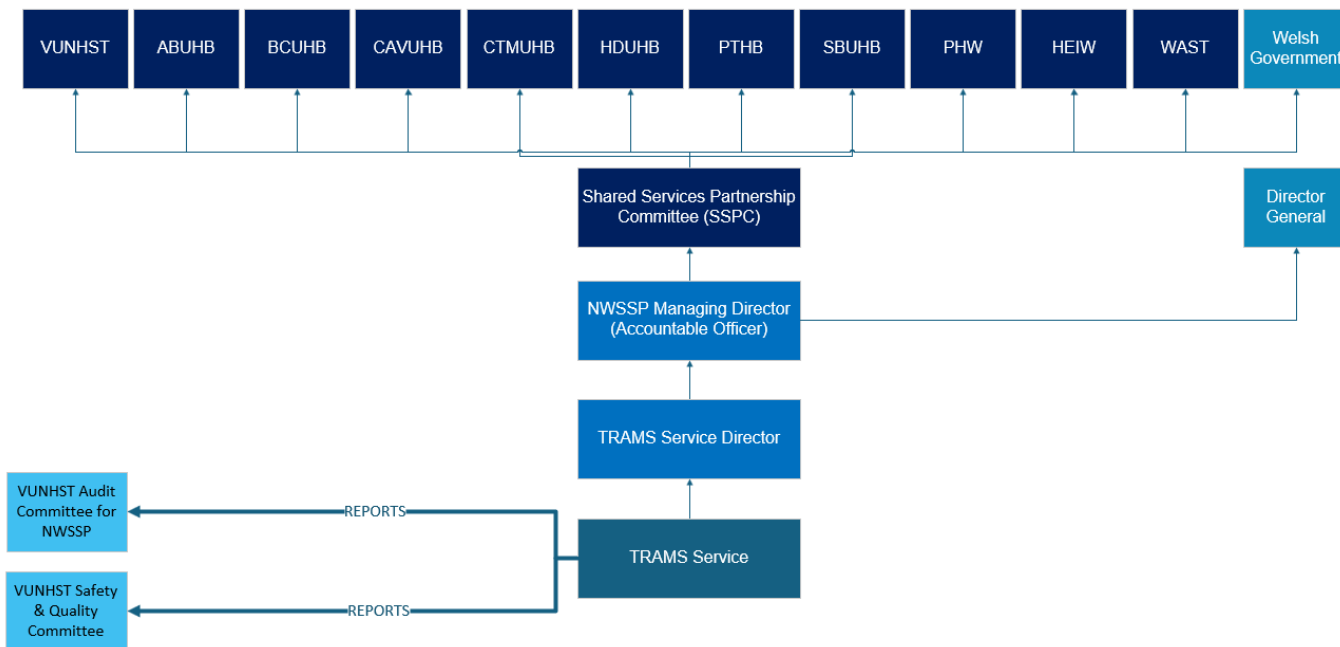 VUNHST
ABUHB
BCUHB
CAVUHB
CTMUHB
HDUHB
PTHB
SBUHB
PHW
HEIW
WAST
Welsh
Government
Shared Services Partnership
Committee (SSPC)
Director
General
NWSSP Managing Director
(Accountable Officer)
TRAMS Service Director
VUNHST Audit
Committee for
NWSSP
REPORTS
TRAMS Service
VUNHST Safety
& Quality
Committee
REPORTS